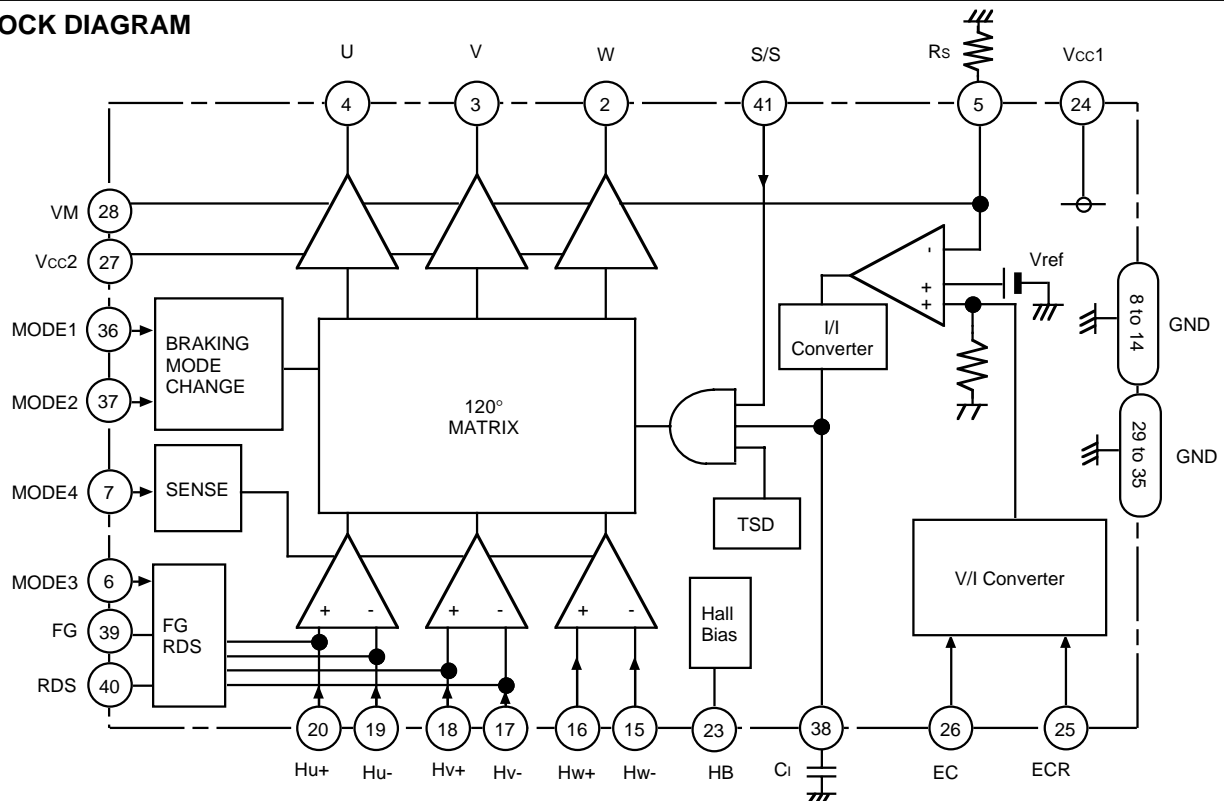 OCK DIAGRAM
U
V
W
S/S
Rs
Vcc1
4
3
2
41
5
24
VM
28
Vcc2
27
MODE1
36
MODE2
37
MODE4
7
MODE3
6
FG
39
RDS
40
BRAKING
MODE
CHANGE
SENSE
FG
RDS
120°
MATRIX
I/I
Converter
-
+
+
Vref
8 to 14
GND
29 to 35
GND
TSD
V/I Converter
Hall
Bias
+ -
+ -
+ -
20
19
18
17
16
15
23
38
26
25
Hu+
Hu-
Hv+
Hv-
Hw+
Hw-
HB
CI
EC
ECR